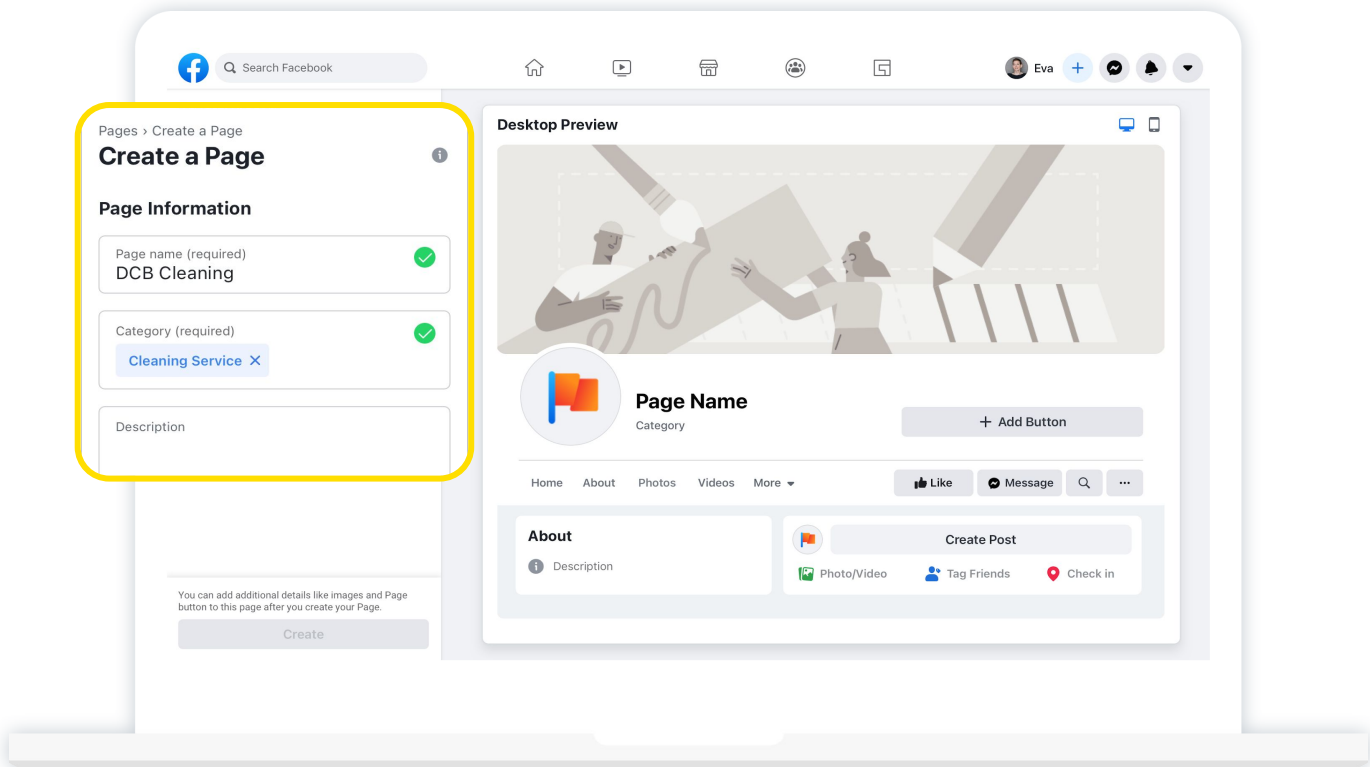 Search Facebook
Eva
Pages › Create a Page
Create a Page
Page Information
Page name (required)
DCB Cleaning
Category (required)
Cleaning Service
Description
You can add additional details like images and Page
button to this page after you create your Page.
Create
Desktop Preview
Page Name
Category
+ Add Button
Home About Photos Videos More
Like Message
About
Description
Create Post
Photo/Video Tag Friends Check in